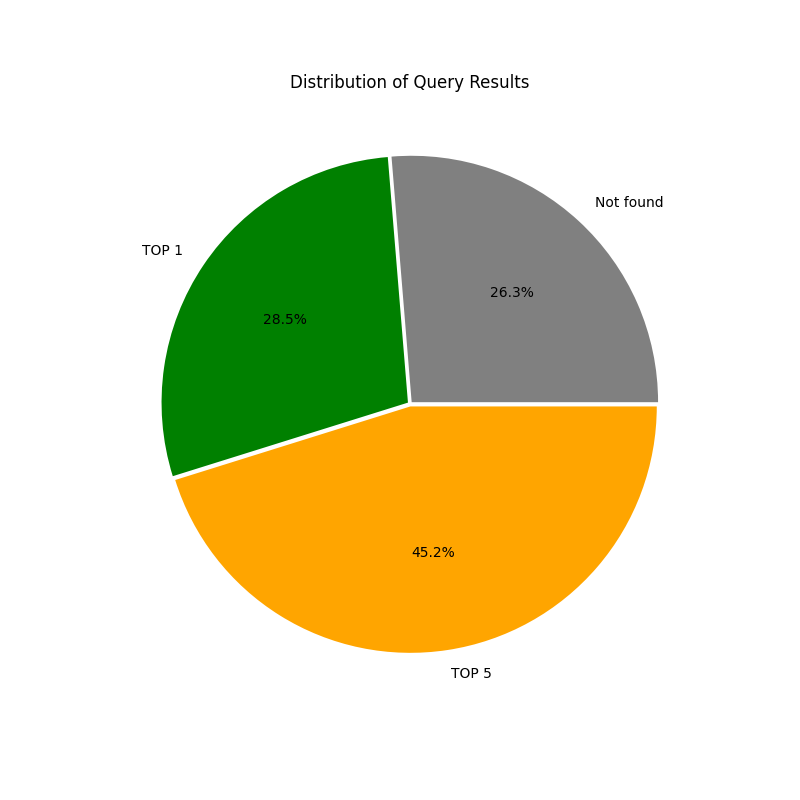 Distribution of Query Results
Not found
TOP 1
26.3%
28.5%
45.2%
TOP 5